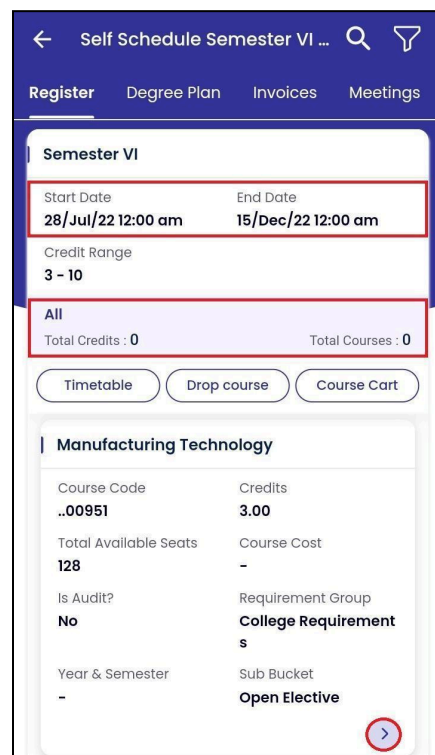 Self Schedule Semester VI ...
Register Degree Plan Invoices Meetings
Semester VI
Start Date End Date
28/Jul/22 12:00 am 15/Dec/22 12:00 am
Credit Range
3 - 10
All
Total Credits : 0 Total Courses : 0
Timetable Drop course Course Cart
Manufacturing Technology
Course Code Credits
..00951 3.00
Total Available Seats Course Cost
128 -
Is Audit? Requirement Group
No College Requirement
s
Year & Semester Sub Bucket
- Open Elective